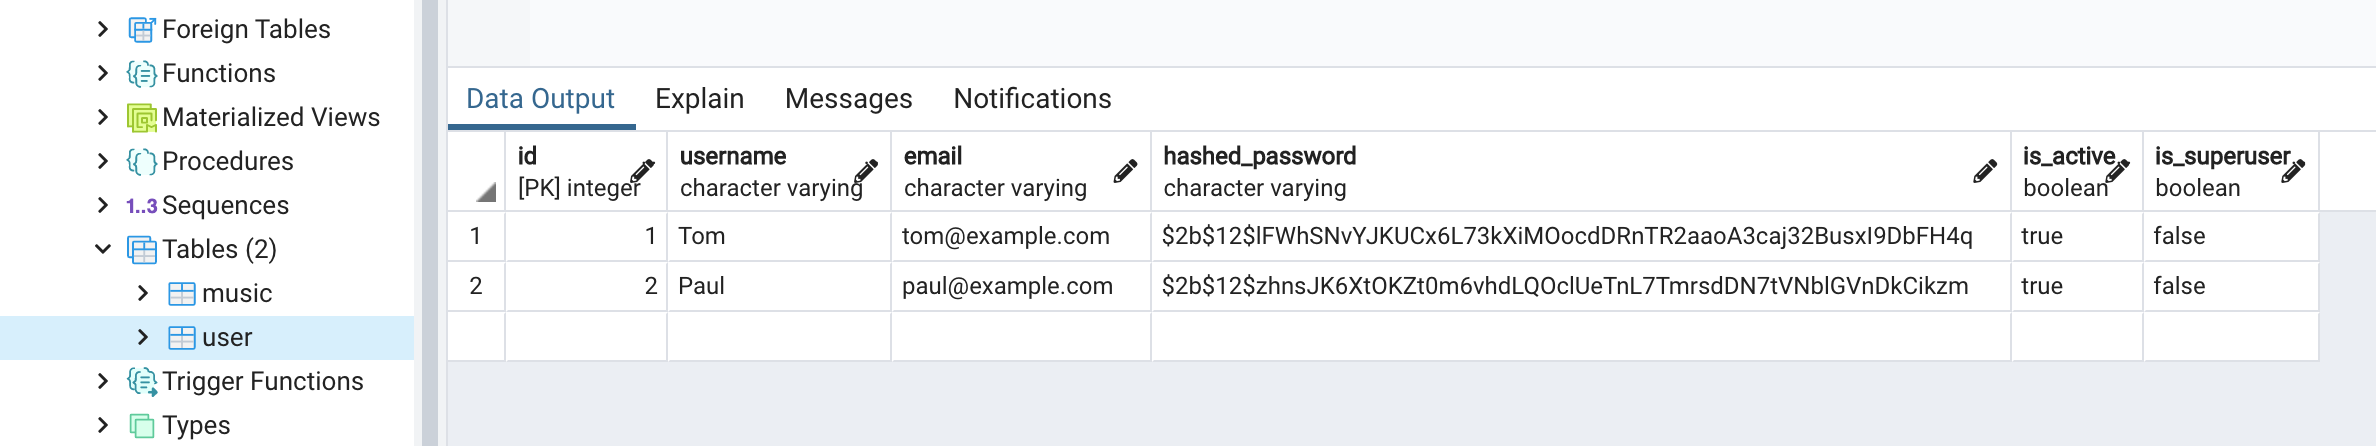 Foreign Tables
Functions
Materialized Views
Procedures
1..3 Sequences
Tables (2)
music
user
Trigger Functions
Types
Data Output Explain Messages Notifications
id username email hashed_password is_active is_superuser
[PK] integer character varying character varying character varying boolean boolean
1 1 Tom tom@example.com $2b$12$lFWhSNvYJKUCx6L73kXiMOocdDRnTR2aaoA3caj32BusxI9DbFH4q true false
2 2 Paul paul@example.com $2b$12$zhnsJK6XtOKZt0m6vhdLQOclUeTnL7TmrsdDN7tVNblGVnDkCikzm true false